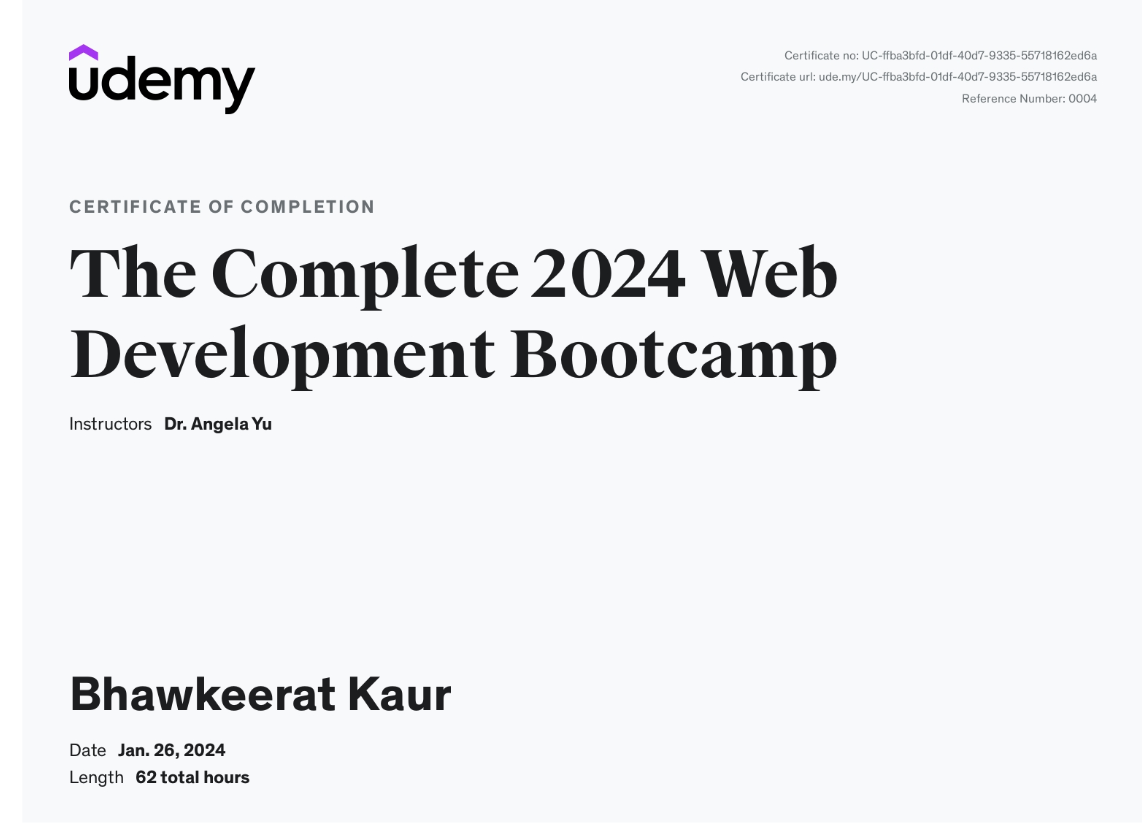 udemy
Certificate no: UC-ffba3bfd-01df-40d7-9335-55718162ed6a
Certificate url: ude.my/UC-ffba3bfd-01df-40d7-9335-55718162ed6a
Reference Number: 0004
CERTIFICATE OF COMPLETION
The Complete 2024 Web
Development Bootcamp
Instructors Dr. Angela Yu
Bhawkeerat Kaur
Date Jan. 26, 2024
Length 62 total hours